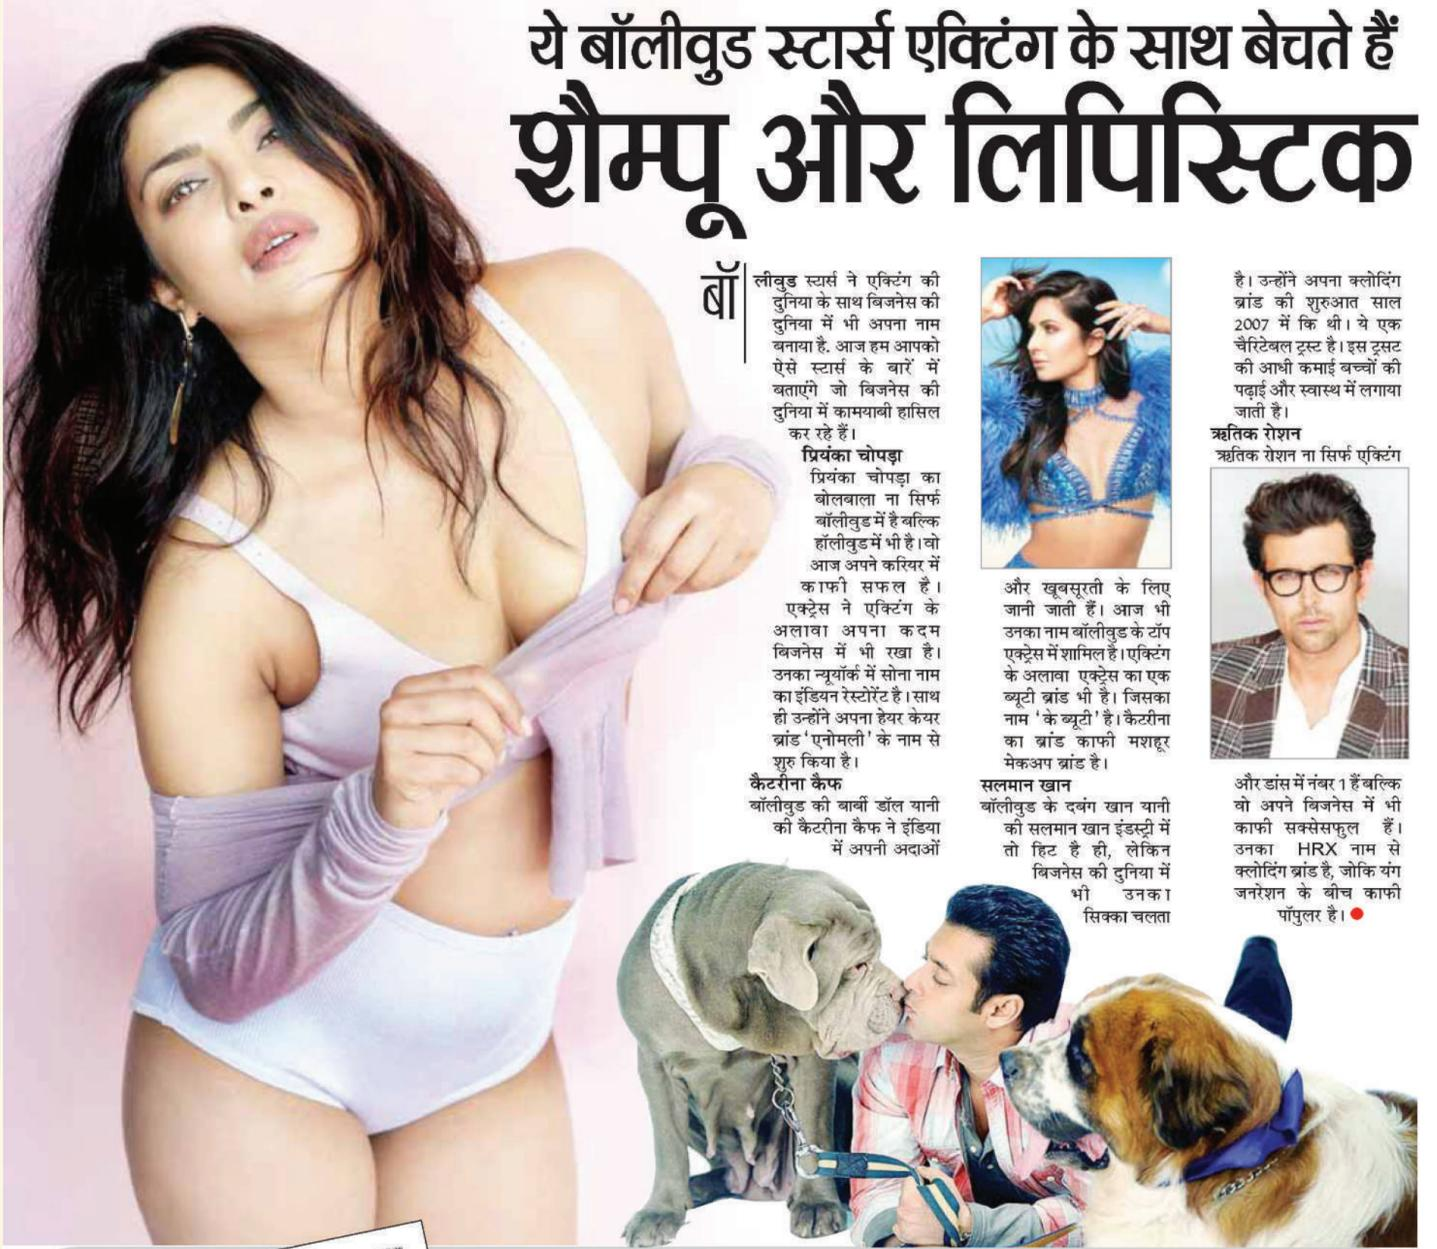 ये बॉलीवुड स्टार्स एक्टिंग के साथ बेचते हैं
शैम्पू और लिपिस्टिक
बॉ
लीवुड स्टार्स ने एक्टिंग की
दुनिया के साथ बिजनेस की
दुनिया में भी अपना नाम
बनाया है. आज हम आपको
ऐसे स्टार्स के बारें में
बताएंगे जो बिजनेस की
दुनिया में कामयाबी हासिल
कर रहे हैं।
प्रियंका चोपड़ा
प्रियंका चोपड़ा का
बोलबाला ना सिर्फ
बॉलीवुड में है बल्कि
हॉलीवुड में भी है। वो
आज अपने करियर में
काफी सफल है।
एक्ट्रेस ने एक्टिंग के
अलावा अपना कदम
बिजनेस में भी रखा है।
उनका न्यूयॉर्क में सोना नाम
का इंडियन रेस्टोरेंट है। साथ
ही उन्होंने अपना हेयर केयर
ब्रांड ‘एनोमली’ के नाम से
शुरु किया है।
कैटरीना कैफ
बॉलीवुड की बार्बी डॉल यानी
की कैटरीना कैफ ने इंडिया
में अपनी अदाओं
और खूबसूरती के लिए
जानी जाती हैं। आज भी
उनका नाम बॉलीवुड के टॉप
एक्ट्रेस में शामिल है। एक्टिंग
के अलावा एक्ट्रेस का एक
ब्यूटी ब्रांड भी है। जिसका
नाम ‘के ब्यूटी’ है। कैटरीना
का ब्रांड काफी मशहूर
मेकअप ब्रांड है।
सलमान खान
बॉलीवुड के दबंग खान यानी
की सलमान खान इंडस्ट्री में
तो हिट है ही, लेकिन
बिजनेस की दुनिया में
भी उनका
सिक्का चलता
है। उन्होंने अपना क्लोदिंग
ब्रांड की शुरुआत साल
2007 में कि थी। ये एक
चैरिटेबल ट्रस्ट है। इस ट्रसट
की आधी कमाई बच्चों की
पढ़ाई और स्वास्थ में लगाया
जाती है।
ऋतिक रोशन
ऋतिक रोशन ना सिर्फ एक्टिंग
और डांस में नंबर 1 हैं बल्कि
वो अपने बिजनेस में भी
काफी सक्सेसफुल हैं।
उनका HRX नाम से
क्लोदिंग ब्रांड है, जोकि यंग
जनरेशन के बीच काफी
पॉपुलर है।